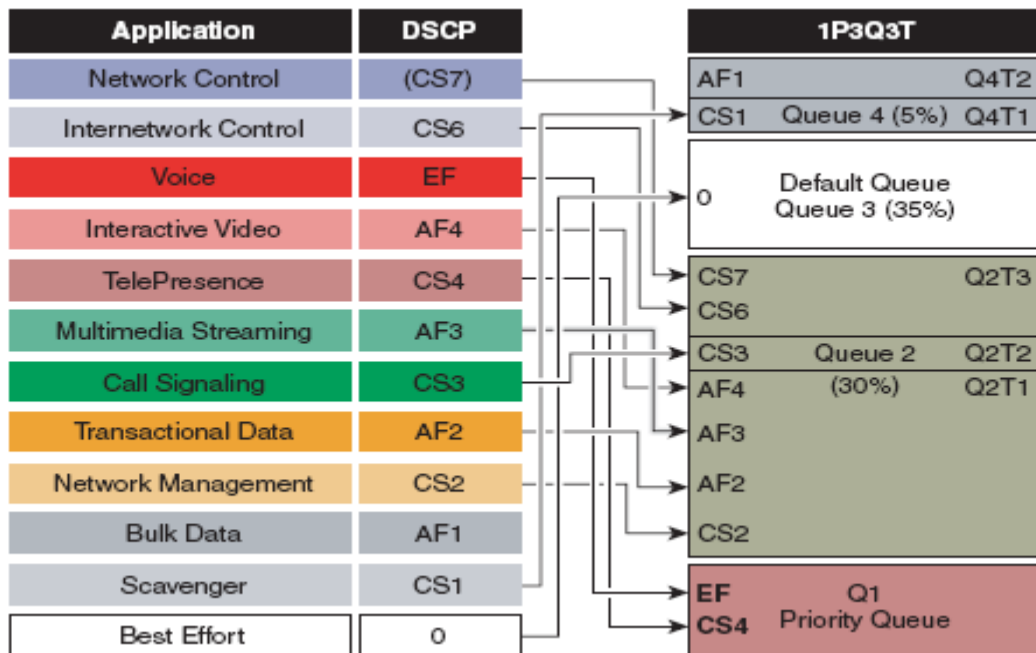 Application DSCP
Network Control (CS7)
Internetwork Control CS6
Voice EF
Interactive Video AF4
TelePresence CS4
Multimedia Streaming AF3
Call Signaling CS3
Transactional Data AF2
Network Management CS2
Bulk Data AF1
Scavenger CS1
Best Effort 0
1P3Q3T
AF1 Q4T2
CS1 Queue 4 (5%) Q4T1
Default Queue
0
Queue 3 (35%)
CS7 Q2T3
CS6
CS3 Queue 2 Q2T2
AF4 (30%) Q2T1
AF3
AF2
CS2
EF Q1
CS4 Priority Queue